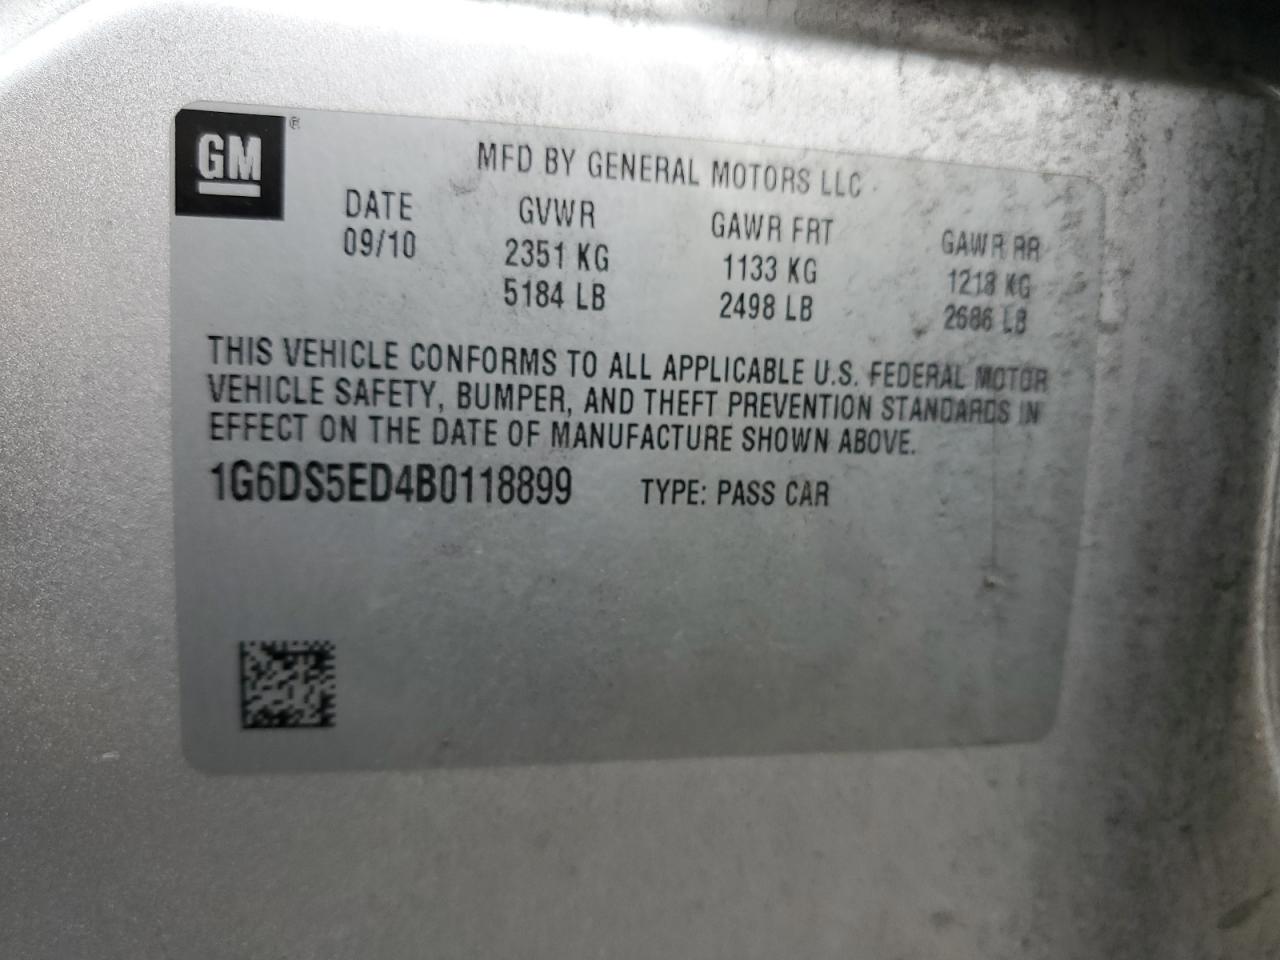 GM ®
MFD BY GENERAL MOTORS LLC
DATE GVWR GAWR FRT GAWR RR
09/10 2351 KG 1133 KG 1218 KG
5184 LB 2498 LB 2686 LB
THIS VEHICLE CONFORMS TO ALL APPLICABLE U.S. FEDERAL MOTOR
VEHICLE SAFETY, BUMPER, AND THEFT PREVENTION STANDARDS IN
EFFECT ON THE DATE OF MANUFACTURE SHOWN ABOVE.
1G6DS5ED4B0118899 TYPE: PASS CAR